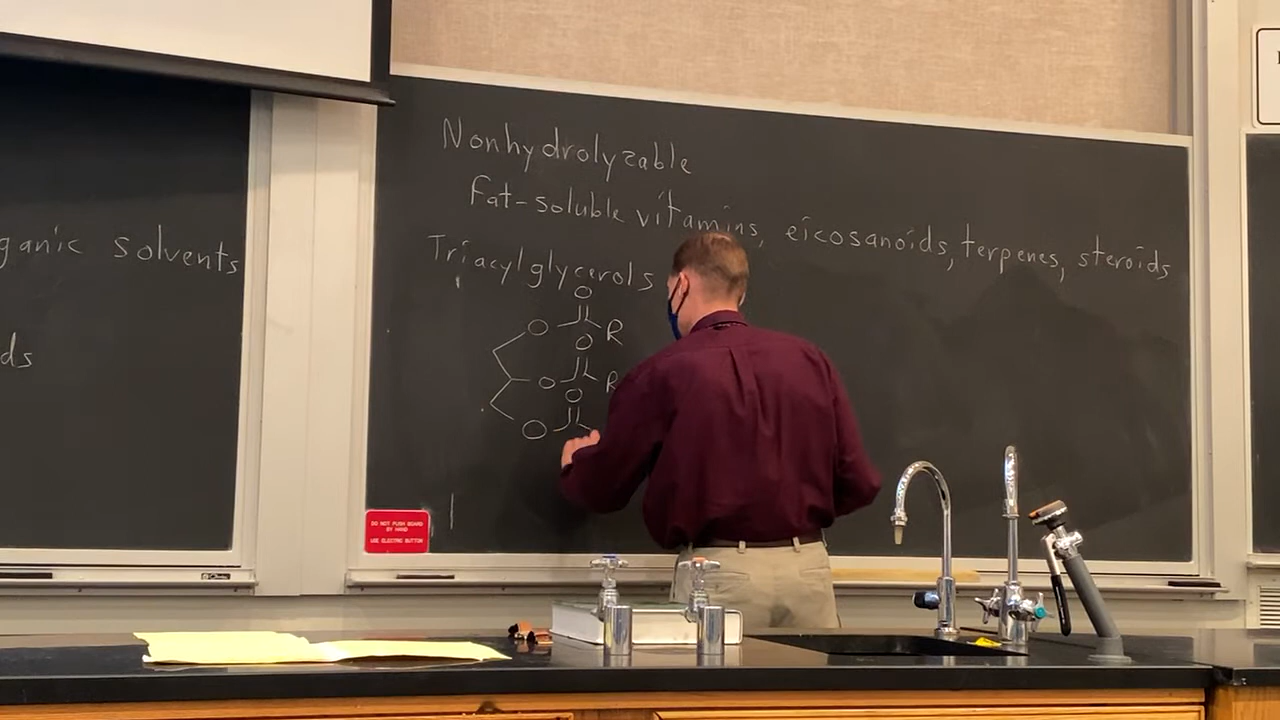 ganic solvents
ds
Nonhydrolyzable
Fat-soluble vitamins, eicosanoids, terpenes, steroids
Triacylglycerols
O
O R
O
O R
O
O
DO NOT PUSH BOARD
BY HAND
USE ELECTRIC BUTTON